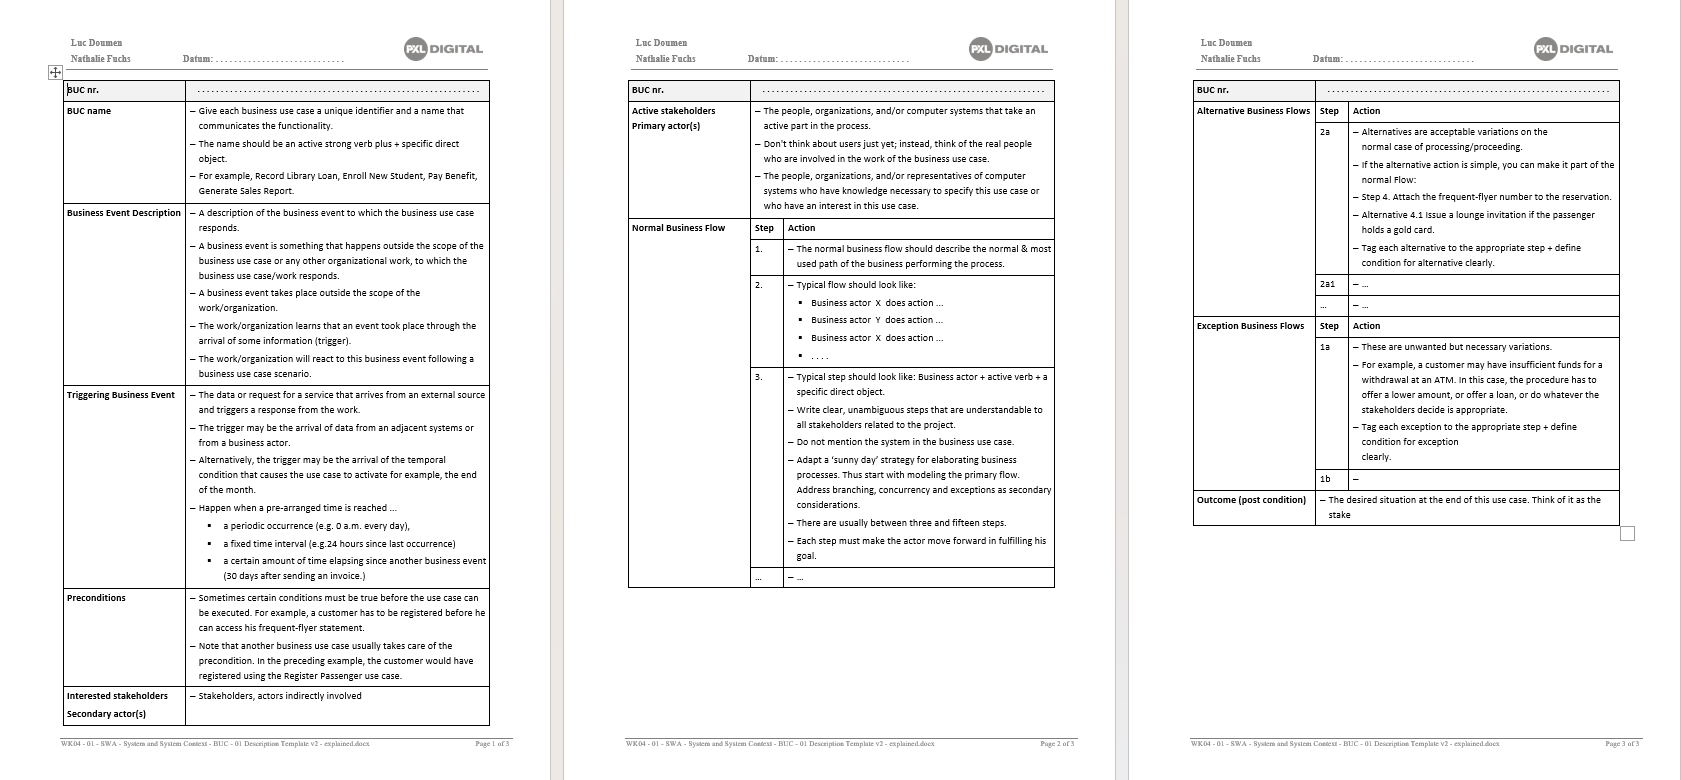 Luc Doumen
Nathalie Fuchs Datum: . . . . . . . . . . . . . . . . . . . . . . . . . . .
PXL DIGITAL
BUC nr. . . . . . . . . . . . . . . . . . . . . . . . . . . . . . . . . . . . . . . . . . . . . . . . . . . . . . . . . . . .
BUC name
– Give each business use case a unique identifier and a name that
communicates the functionality.
– The name should be an active strong verb plus + specific direct
object.
– For example, Record Library Loan, Enroll New Student, Pay Benefit,
Generate Sales Report.
Business Event Description
– A description of the business event to which the business use case
responds.
– A business event is something that happens outside the scope of the
business use case or any other organizational work, to which the
business use case/work responds.
– A business event takes place outside the scope of the
work/organization.
– The work/organization learns that an event took place through the
arrival of some information (trigger).
– The work/organization will react to this business event following a
business use case scenario.
Triggering Business Event
– The data or request for a service that arrives from an external source
and triggers a response from the work.
– The trigger may be the arrival of data from an adjacent systems or
from a business actor.
– Alternatively, the trigger may be the arrival of the temporal
condition that causes the use case to activate for example, the end
of the month.
– Happen when a pre-arranged time is reached ...
▪ a periodic occurrence (e.g. 0 a.m. every day),
▪ a fixed time interval (e.g.24 hours since last occurrence)
▪ a certain amount of time elapsing since another business event
(30 days after sending an invoice.)
Preconditions
– Sometimes certain conditions must be true before the use case can
be executed. For example, a customer has to be registered before he
can access his frequent-flyer statement.
– Note that another business use case usually takes care of the
precondition. In the preceding example, the customer would have
registered using the Register Passenger use case.
Interested stakeholders
Secondary actor(s)
– Stakeholders, actors indirectly involved
WK04 - 01 - SWA - System and System Context - BUC - 01 Description Template v2 - explained.docx Page 1 of 3
Luc Doumen
Nathalie Fuchs Datum: . . . . . . . . . . . . . . . . . . . . . . . . . . .
PXL DIGITAL
BUC nr. . . . . . . . . . . . . . . . . . . . . . . . . . . . . . . . . . . . . . . . . . . . . . . . . . . . . . . . . . . .
Active stakeholders
Primary actor(s)
– The people, organizations, and/or computer systems that take an
active part in the process.
– Don't think about users just yet; instead, think of the real people
who are involved in the work of the business use case.
– The people, organizations, and/or representatives of computer
systems who have knowledge necessary to specify this use case or
who have an interest in this use case.
Normal Business Flow
Step Action
1. – The normal business flow should describe the normal & most
used path of the business performing the process.
2. – Typical flow should look like:
▪ Business actor X does action ...
▪ Business actor Y does action ...
▪ Business actor X does action ...
▪ . . . .
3. – Typical step should look like: Business actor + active verb + a
specific direct object.
– Write clear, unambiguous steps that are understandable to
all stakeholders related to the project.
– Do not mention the system in the business use case.
– Adapt a ‘sunny day’ strategy for elaborating business
processes. Thus start with modeling the primary flow.
Address branching, concurrency and exceptions as secondary
considerations.
– There are usually between three and fifteen steps.
– Each step must make the actor move forward in fulfilling his
goal.
... – ...
WK04 - 01 - SWA - System and System Context - BUC - 01 Description Template v2 - explained.docx Page 2 of 3
Luc Doumen
Nathalie Fuchs Datum: . . . . . . . . . . . . . . . . . . . . . . . . . . .
PXL DIGITAL
BUC nr. . . . . . . . . . . . . . . . . . . . . . . . . . . . . . . . . . . . . . . . . . . . . . . . . . . . . . . . . . . .
Alternative Business Flows
Step Action
2a – Alternatives are acceptable variations on the
normal case of processing/proceeding.
– If the alternative action is simple, you can make it part of the
normal Flow:
– Step 4. Attach the frequent-flyer number to the reservation.
– Alternative 4.1 Issue a lounge invitation if the passenger
holds a gold card.
– Tag each alternative to the appropriate step + define
condition for alternative clearly.
2a1 – ...
... – ...
Exception Business Flows
Step Action
1a – These are unwanted but necessary variations.
– For example, a customer may have insufficient funds for a
withdrawal at an ATM. In this case, the procedure has to
offer a lower amount, or offer a loan, or do whatever the
stakeholders decide is appropriate.
– Tag each exception to the appropriate step + define
condition for exception
clearly.
1b –
Outcome (post condition)
– The desired situation at the end of this use case. Think of it as the
stake
WK04 - 01 - SWA - System and System Context - BUC - 01 Description Template v2 - explained.docx Page 3 of 3